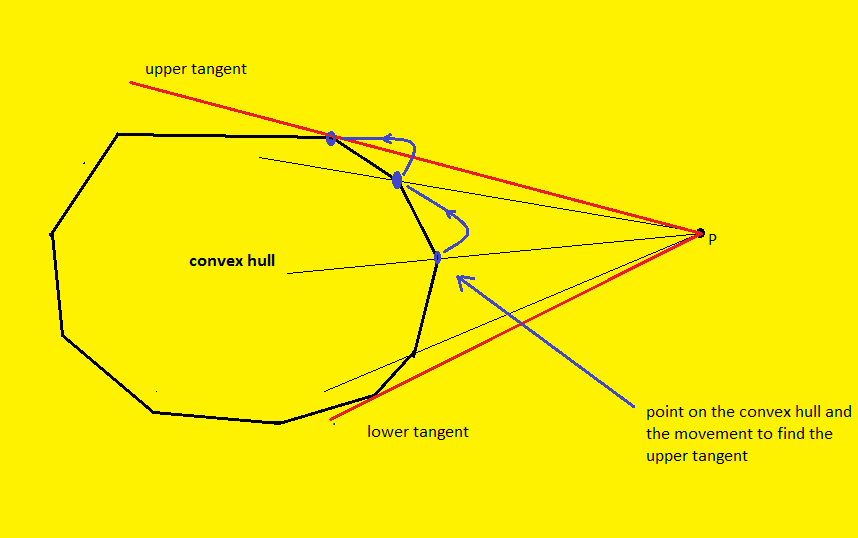 upper tangent
P
convex hull
point on the convex hull and
the movement to find the
upper tangent
lower tangent